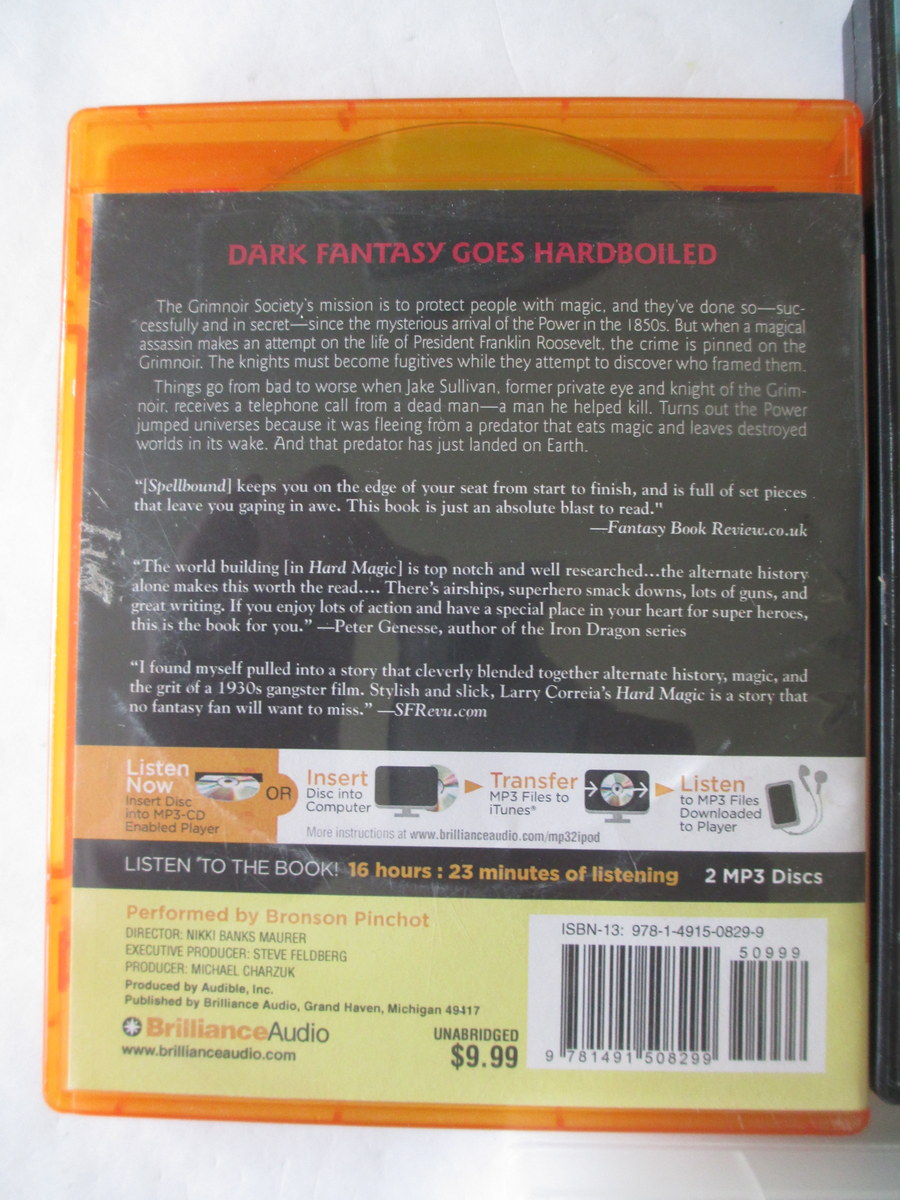 DARK FANTASY GOES HARDBOILED
The Grimnoir Society's mission is to protect people with magic, and they've done so—suc-
cessfully and in secret—since the mysterious arrival of the Power in the 1850s. But when a magical
assassin makes an attempt on the life of President Franklin Roosevelt, the crime is pinned on the
Grimnoir. The knights must become fugitives while they attempt to discover who framed them.
Things go from bad to worse when Jake Sullivan, former private eye and knight of the Grim-
noir, receives a telephone call from a dead man—a man he helped kill. Turns out the Power
jumped universes because it was fleeing from a predator that eats magic and leaves destroyed
worlds in its wake. And that predator has just landed on Earth.
"[Spellbound] keeps you on the edge of your seat from start to finish, and is full of set pieces
that leave you gaping in awe. This book is just an absolute blast to read."
—Fantasy Book Review.co.uk
"The world building [in Hard Magic] is top notch and well researched...the alternate history
alone makes this worth the read.... There's airships, superhero smack downs, lots of guns, and
great writing. If you enjoy lots of action and have a special place in your heart for super heroes,
this is the book for you." —Peter Genesse, author of the Iron Dragon series
"I found myself pulled into a story that cleverly blended together alternate history, magic, and
the grit of a 1930s gangster film. Stylish and slick, Larry Correia's Hard Magic is a story that
no fantasy fan will want to miss." —SFRevu.com
Listen
Now
Insert Disc
into MP3-CD
Enabled Player
OR
Insert
Disc into
Computer
Transfer
MP3 Files to
iTunes®
Listen
to MP3 Files
Downloaded
to Player
More instructions at www.brillianceaudio.com/mp32ipod
LISTEN TO THE BOOK! 16 hours : 23 minutes of listening 2 MP3 Discs
Performed by Bronson Pinchot
DIRECTOR: NIKKI BANKS MAURER
EXECUTIVE PRODUCER: STEVE FELDBERG
PRODUCER: MICHAEL CHARZUK
Produced by Audible, Inc.
Published by Brilliance Audio, Grand Haven, Michigan 49417
BrillianceAudio
www.brillianceaudio.com
UNABRIDGED
$9.99
ISBN-13: 978-1-4915-0829-9
50999
9 781491 508299